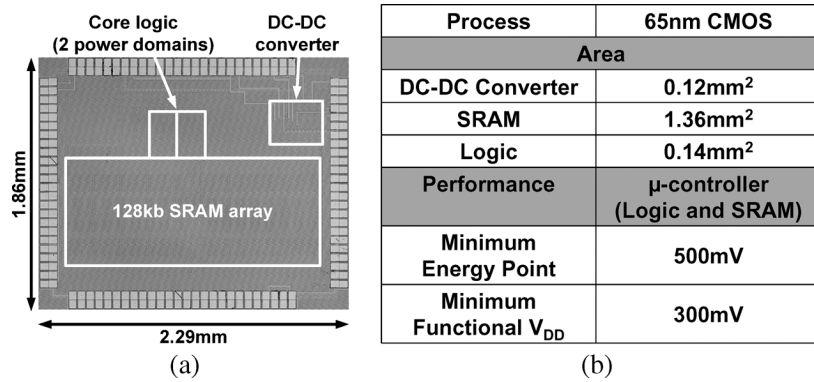 Core logic
(2 power domains)
DC-DC
converter
1.86mm
128kb SRAM array
2.29mm
(a)
Process 65nm CMOS
Area
DC-DC Converter 0.12mm²
SRAM 1.36mm²
Logic 0.14mm²
Performance µ-controller
(Logic and SRAM)
Minimum
Energy Point 500mV
Minimum
Functional V_DD 300mV
(b)